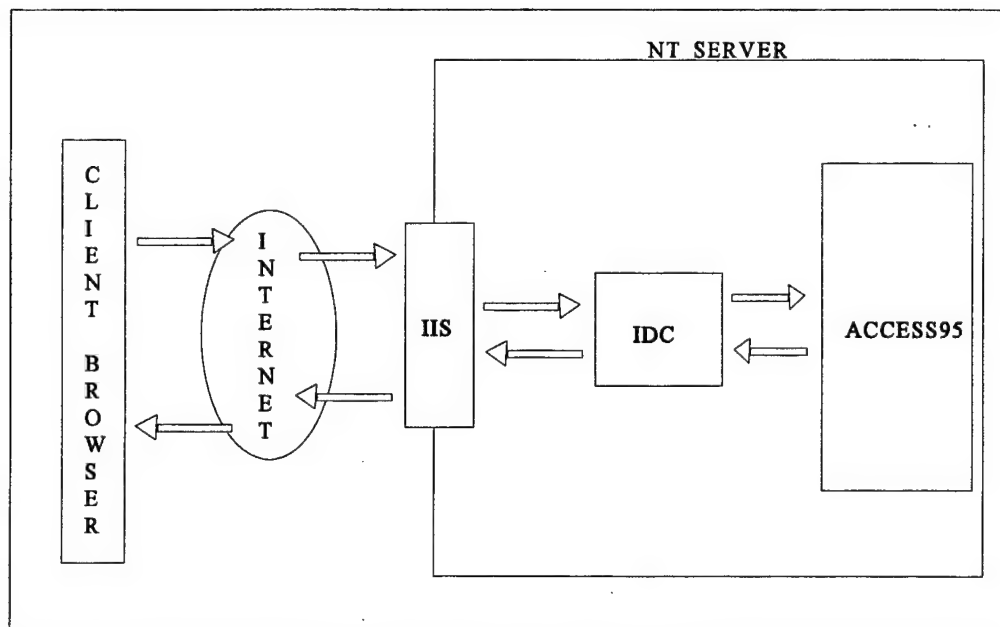 NT SERVER
CLIENT BROWSER
INTERNET
IIS
IDC
ACCESS95